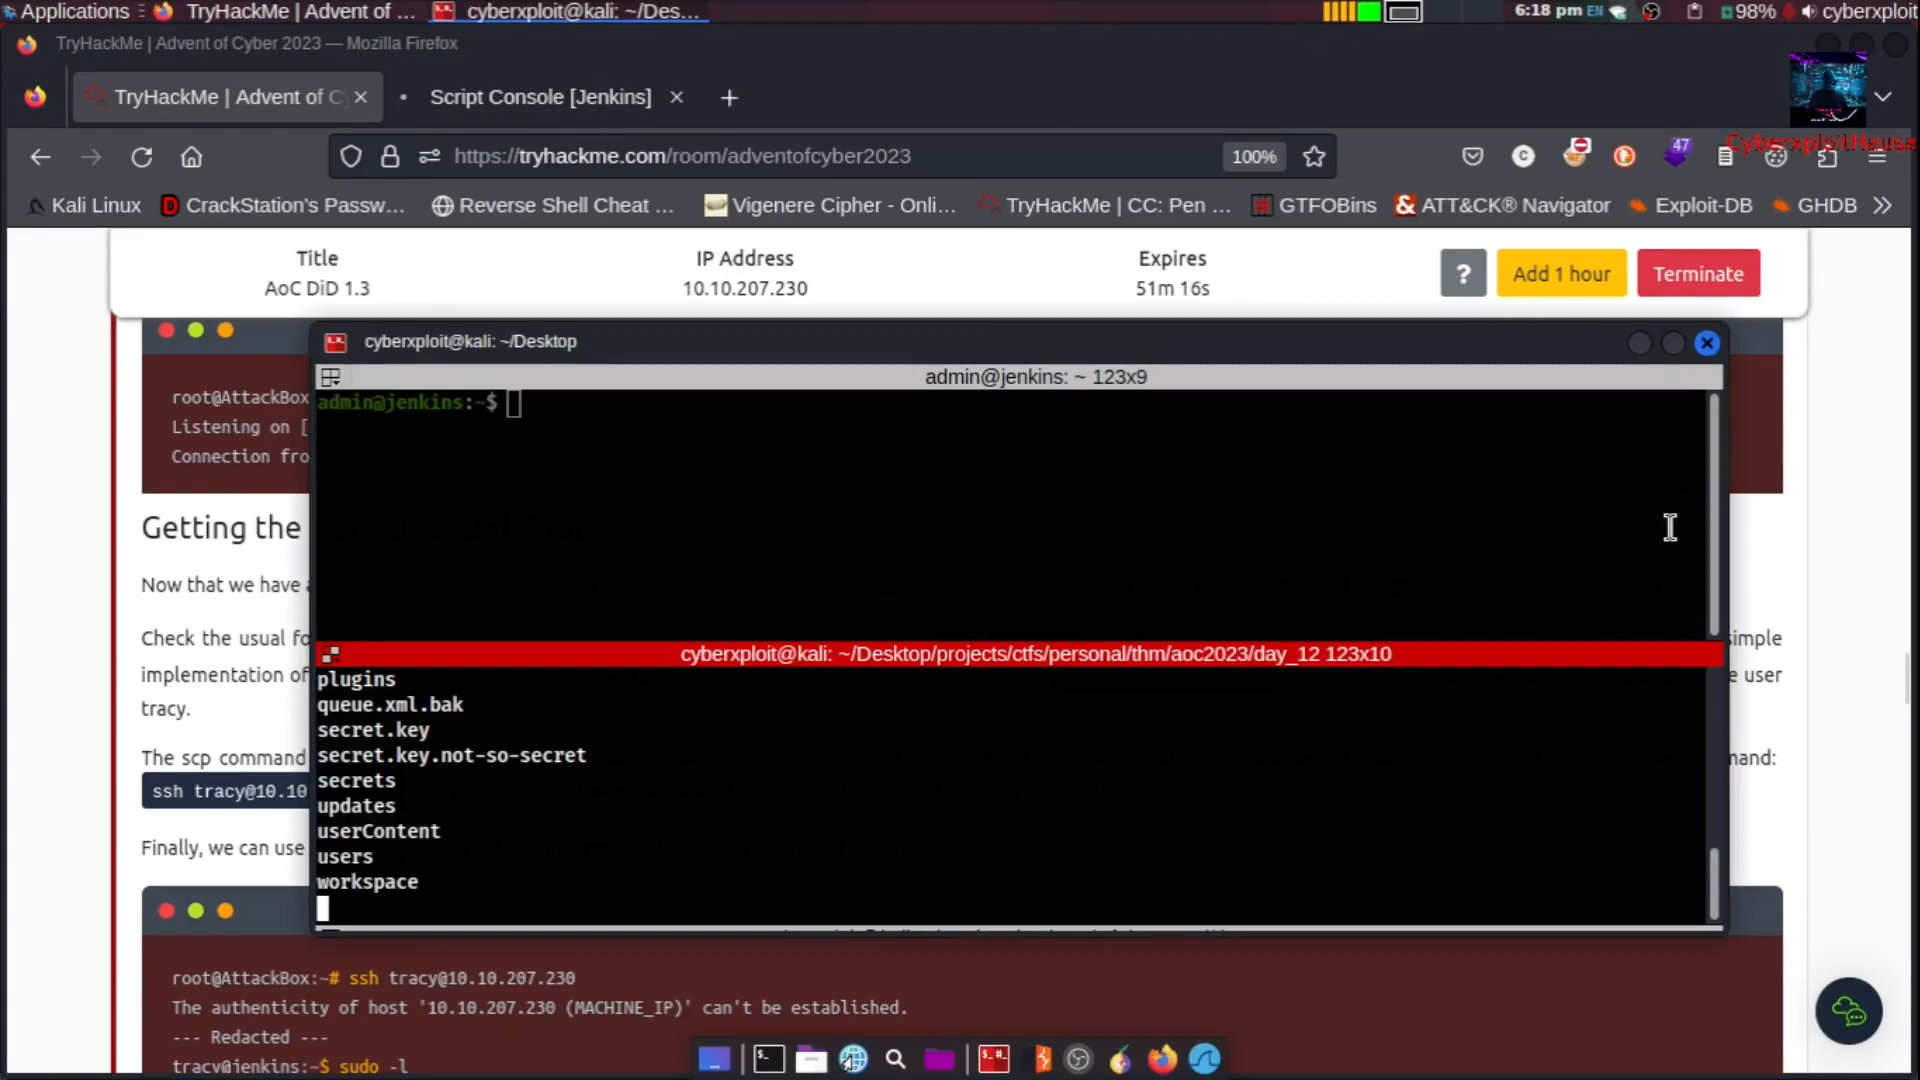 Applications
TryHackMe | Advent of ...
cyberxploit@kali: ~/Des...
6:18 pm EN
98%
cyberxploit
TryHackMe | Advent of Cyber 2023 — Mozilla Firefox
TryHackMe | Advent of C
Script Console [Jenkins]
https://tryhackme.com/room/adventofcyber2023
100%
47
CyberxploitHausa
Kali Linux
CrackStation's Passw...
Reverse Shell Cheat ...
Vigenere Cipher - Onli...
TryHackMe | CC: Pen ...
GTFOBins
ATT&CK® Navigator
Exploit-DB
GHDB
Title
IP Address
Expires
AoC DiD 1.3
10.10.207.230
51m 16s
?
Add 1 hour
Terminate
cyberxploit@kali: ~/Desktop
admin@jenkins: ~ 123x9
admin@jenkins:~$
root@AttackBox
Listening on [
Connection fro
Getting the
Now that we have
Check the usual fo
simple
implementation of
user
tracy.
The scp command
mand:
ssh tracy@10.10
Finally, we can use
cyberxploit@kali: ~/Desktop/projects/ctfs/personal/thm/aoc2023/day_12 123x10
plugins
queue.xml.bak
secret.key
secret.key.not-so-secret
secrets
updates
userContent
users
workspace
root@AttackBox:~# ssh tracy@10.10.207.230
The authenticity of host '10.10.207.230 (MACHINE_IP)' can't be established.
--- Redacted ---
tracy@jenkins:~$ sudo -l